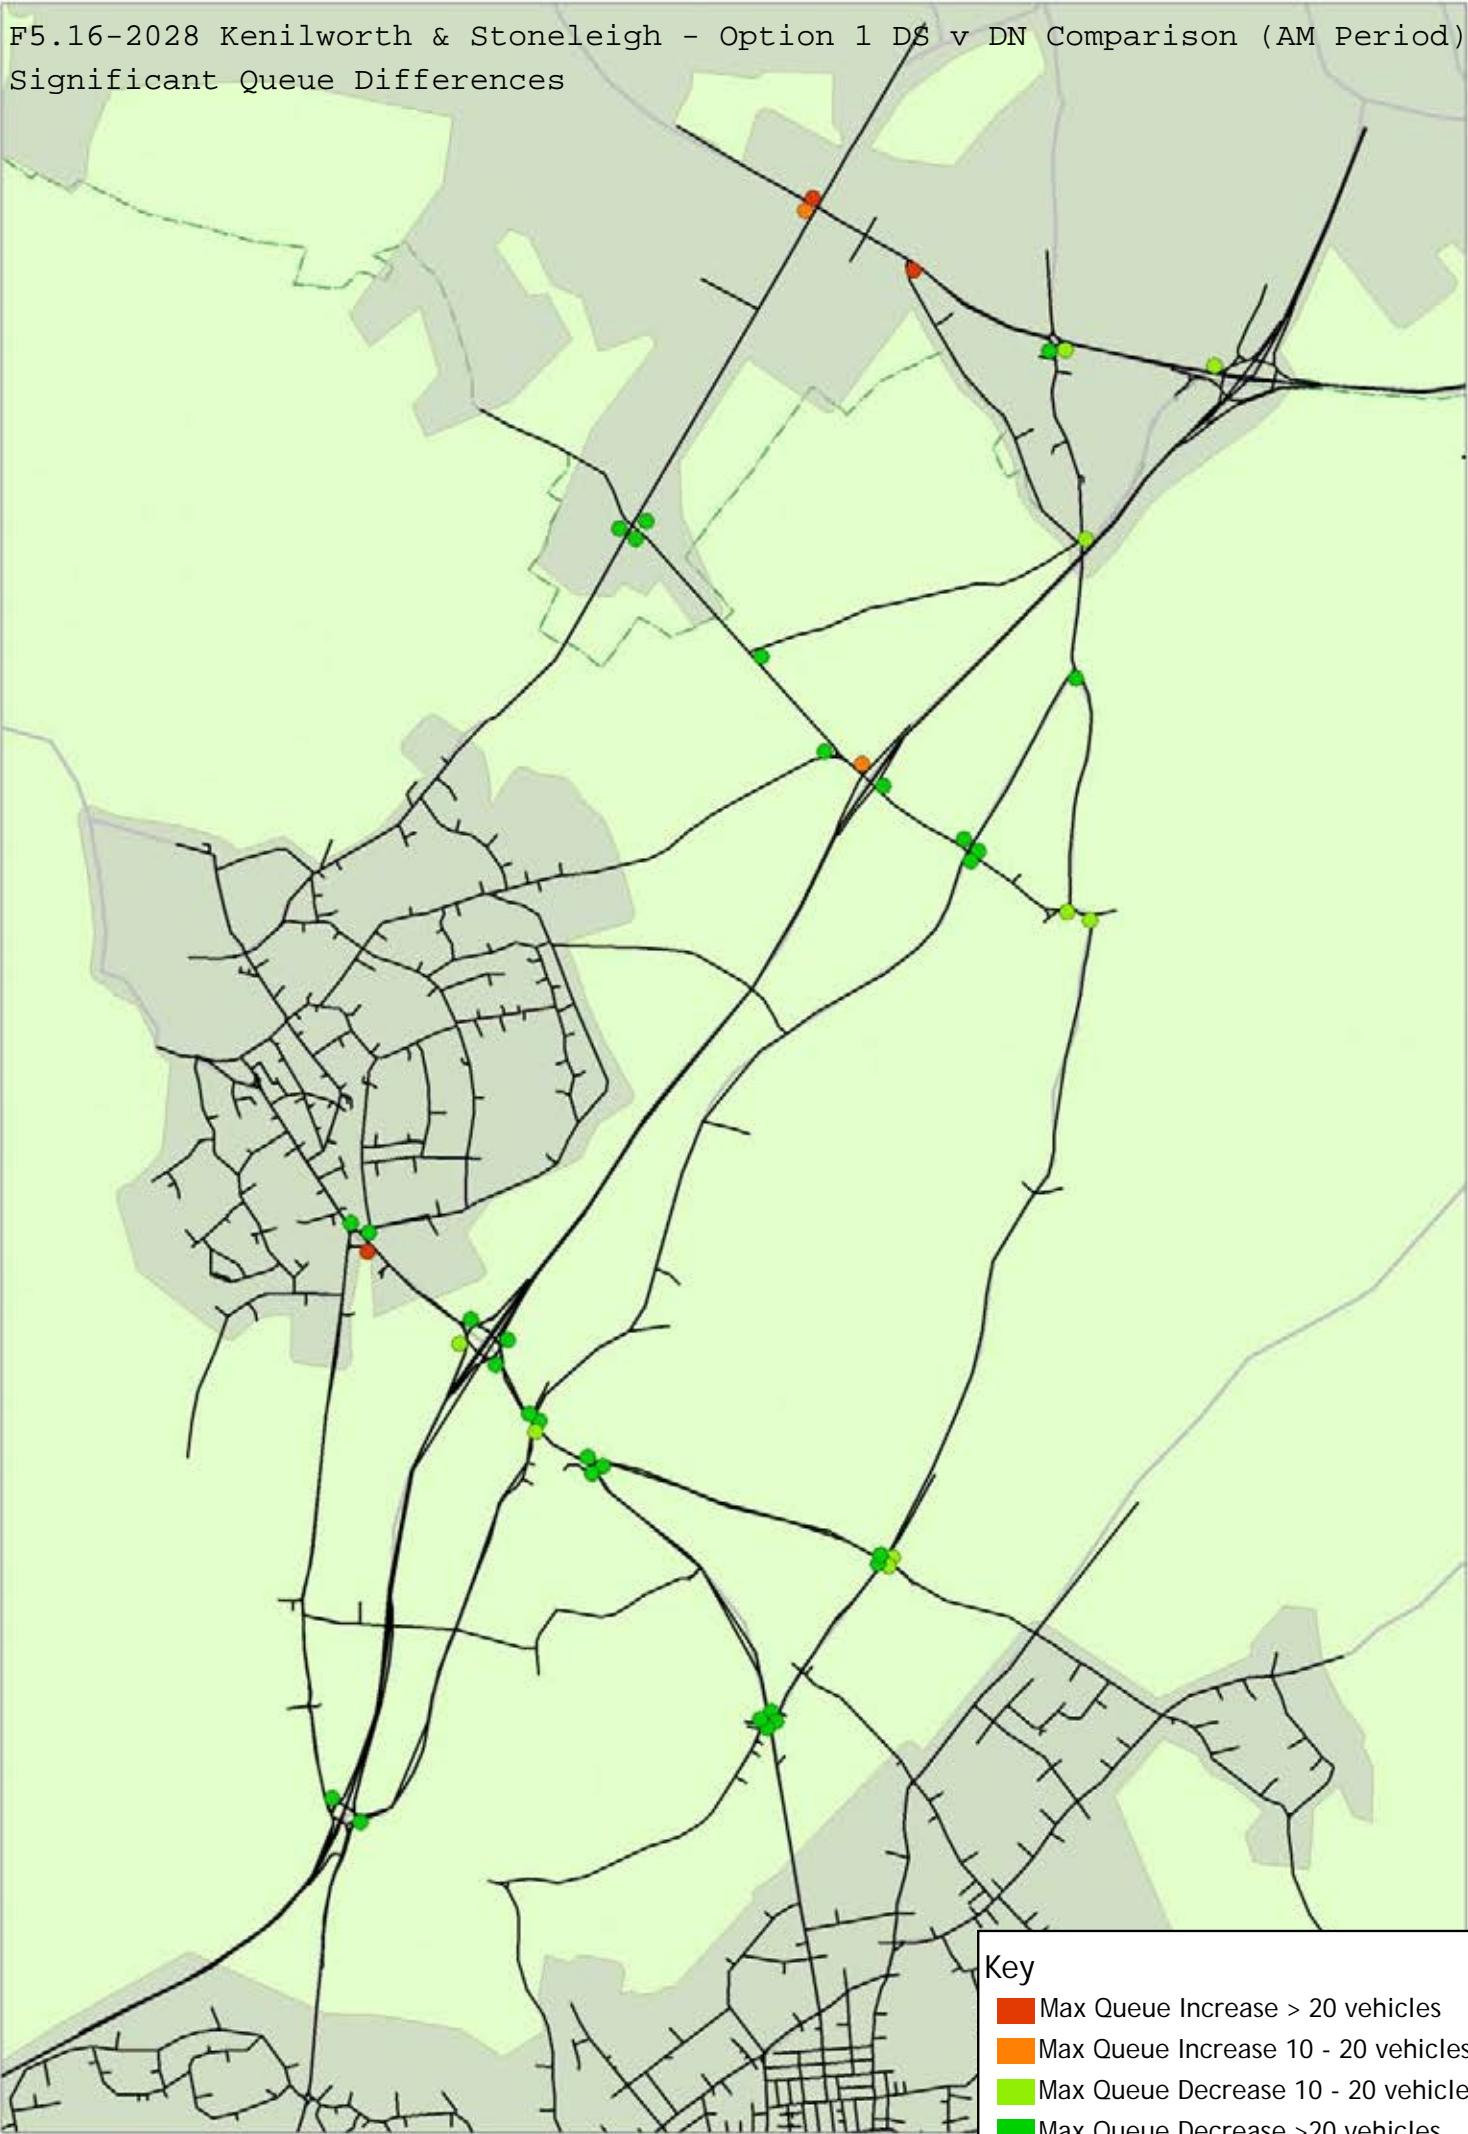 F5.16-2028 Kenilworth & Stoneleigh - Option 1 DS v DN Comparison (AM Period)
Significant Queue Differences
Key
Max Queue Increase > 20 vehicles
Max Queue Increase 10 - 20 vehicles
Max Queue Decrease 10 - 20 vehicle
Max Queue Decrease >20 vehicles